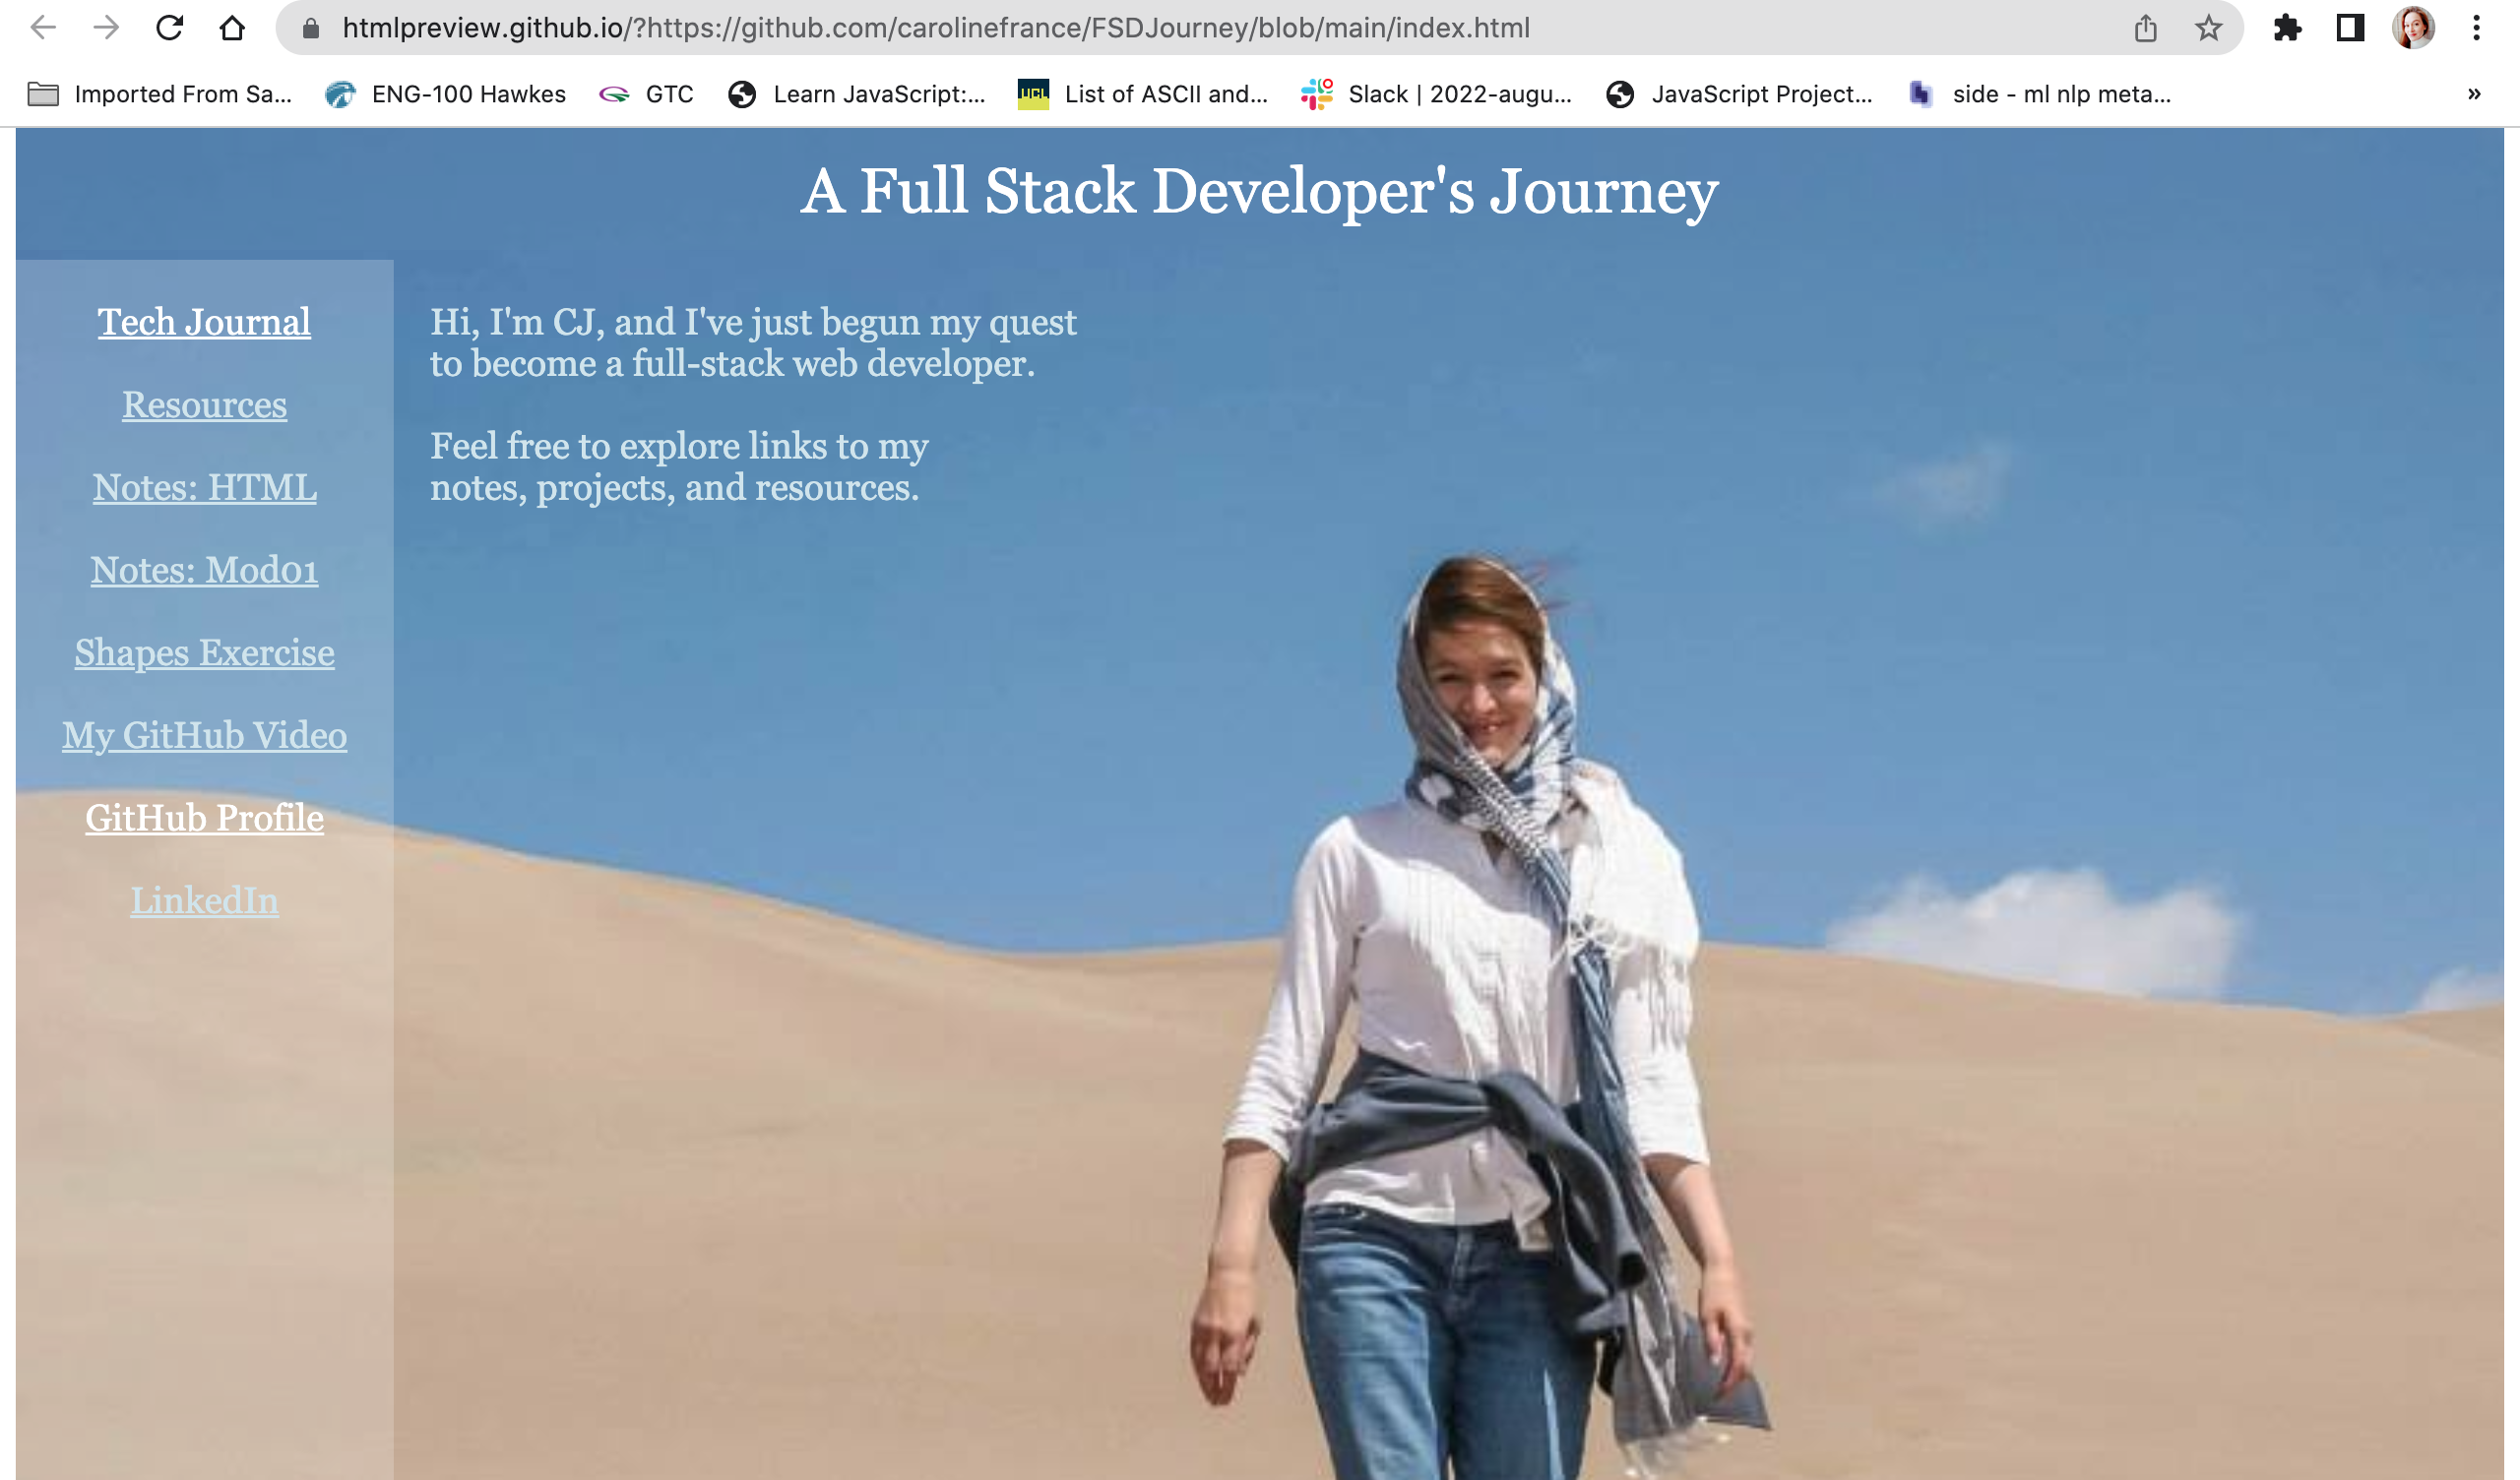 htmlpreview.github.io/?https://github.com/carolinefrance/FSDJourney/blob/main/index.html
Imported From Sa... ENG-100 Hawkes GTC Learn JavaScript:... UCL List of ASCII and... Slack | 2022-augu... JavaScript Project... side - ml nlp meta... »
A Full Stack Developer's Journey
Tech Journal
Resources
Notes: HTML
Notes: Mod01
Shapes Exercise
My GitHub Video
GitHub Profile
LinkedIn
Hi, I'm CJ, and I've just begun my quest
to become a full-stack web developer.
Feel free to explore links to my
notes, projects, and resources.